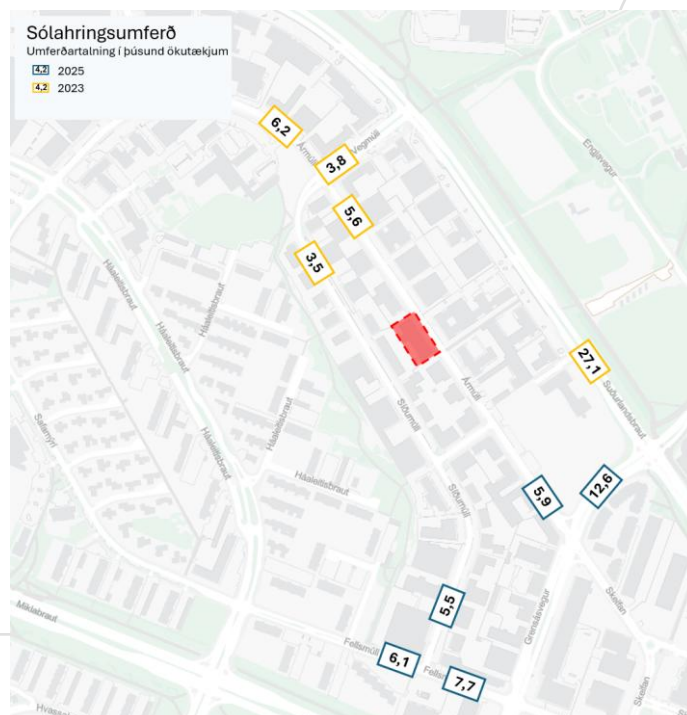 Sólahringsumferð
Umferðartalning í þúsund ökutækjum
4,2 2025
4,2 2023
6,2
Ármúli
Vegmúli
3,8
5,6
3,5
Engjavegur
Háaleitisbraut
Háaleitisbraut
Háaleitisbraut
Háaleitisbraut
Háaleitisbraut
27,1
Suðurlandsbraut
Ármúli
Síðumúli
Síðumúli
Safamýri
5,9
12,6
5,5
Skeifan
Skeifan
Grensásvegur
Miklabraut
Fellsmúli
6,1
7,7